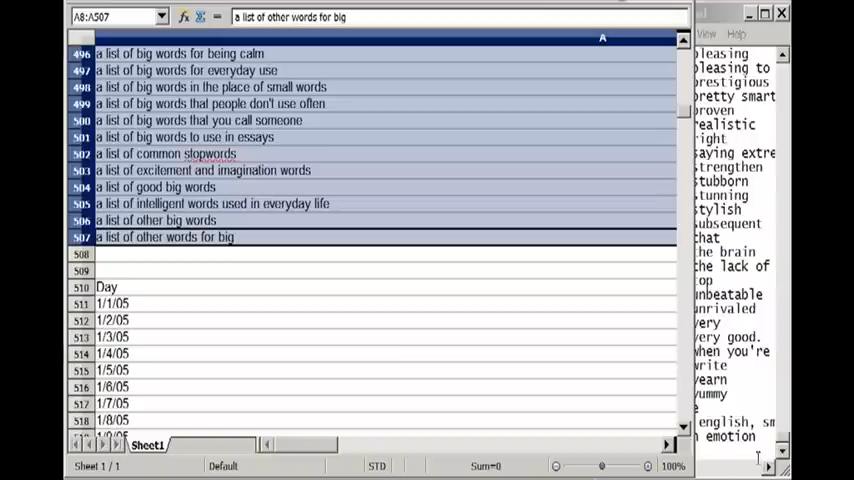 A8:A507
a list of other words for big
View Help
A
496 a list of big words for being calm
497 a list of big words for everyday use
498 a list of big words in the place of small words
499 a list of big words that people don't use often
500 a list of big words that you call someone
501 a list of big words to use in essays
502 a list of common stopwords
503 a list of excitement and imagination words
504 a list of good big words
505 a list of intelligent words used in everyday life
506 a list of other big words
507 a list of other words for big
508
509
510 Day
511 1/1/05
512 1/2/05
513 1/3/05
514 1/4/05
515 1/5/05
516 1/6/05
517 1/7/05
518 1/8/05
Sheet1
Sheet 1 / 1 Default STD Sum=0 100%
pleasing
pleasing to
prestigious
pretty smart
proven
realistic
right
saying extre
strengthen
stubborn
stunning
stylish
subsequent
that
the brain
the lack of
top
unbeatable
unrivaled
very
very good.
when you're
write
yearn
yummy
english, sm
emotion